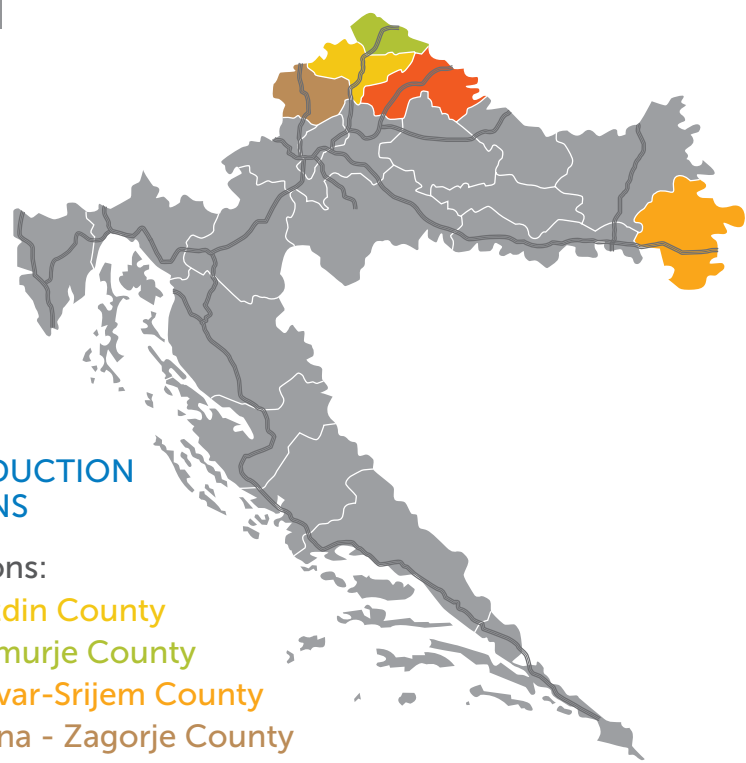 DUCTION
NS
ons:
din County
murje County
var-Srijem County
na - Zagorje County